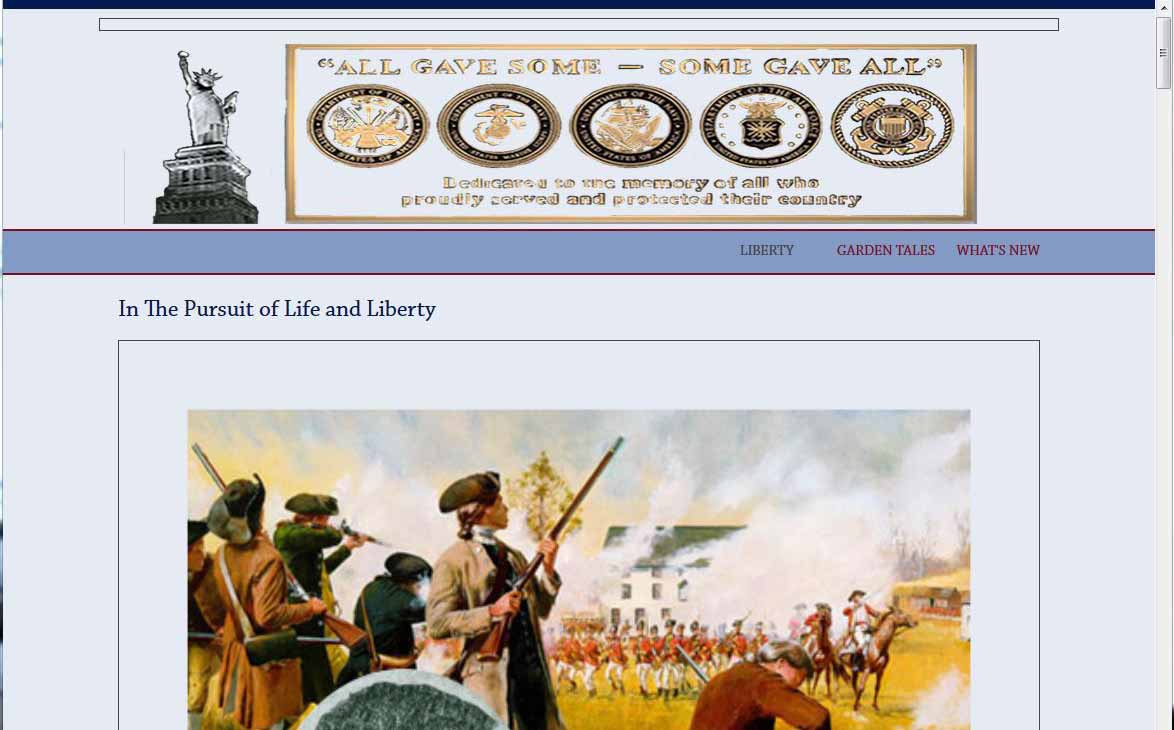 “ALL GAVE SOME — SOME GAVE ALL”
DEPARTMENT OF THE ARMY
UNITED STATES OF AMERICA
DEPARTMENT OF THE NAVY
UNITED STATES MARINE CORPS
DEPARTMENT OF THE NAVY
UNITED STATES OF AMERICA
DEPARTMENT OF THE AIR FORCE
UNITED STATES OF AMERICA
UNITED STATES
Dedicated to the memory of all who
proudly served and protected their country
LIBERTY GARDEN TALES WHAT'S NEW
In The Pursuit of Life and Liberty